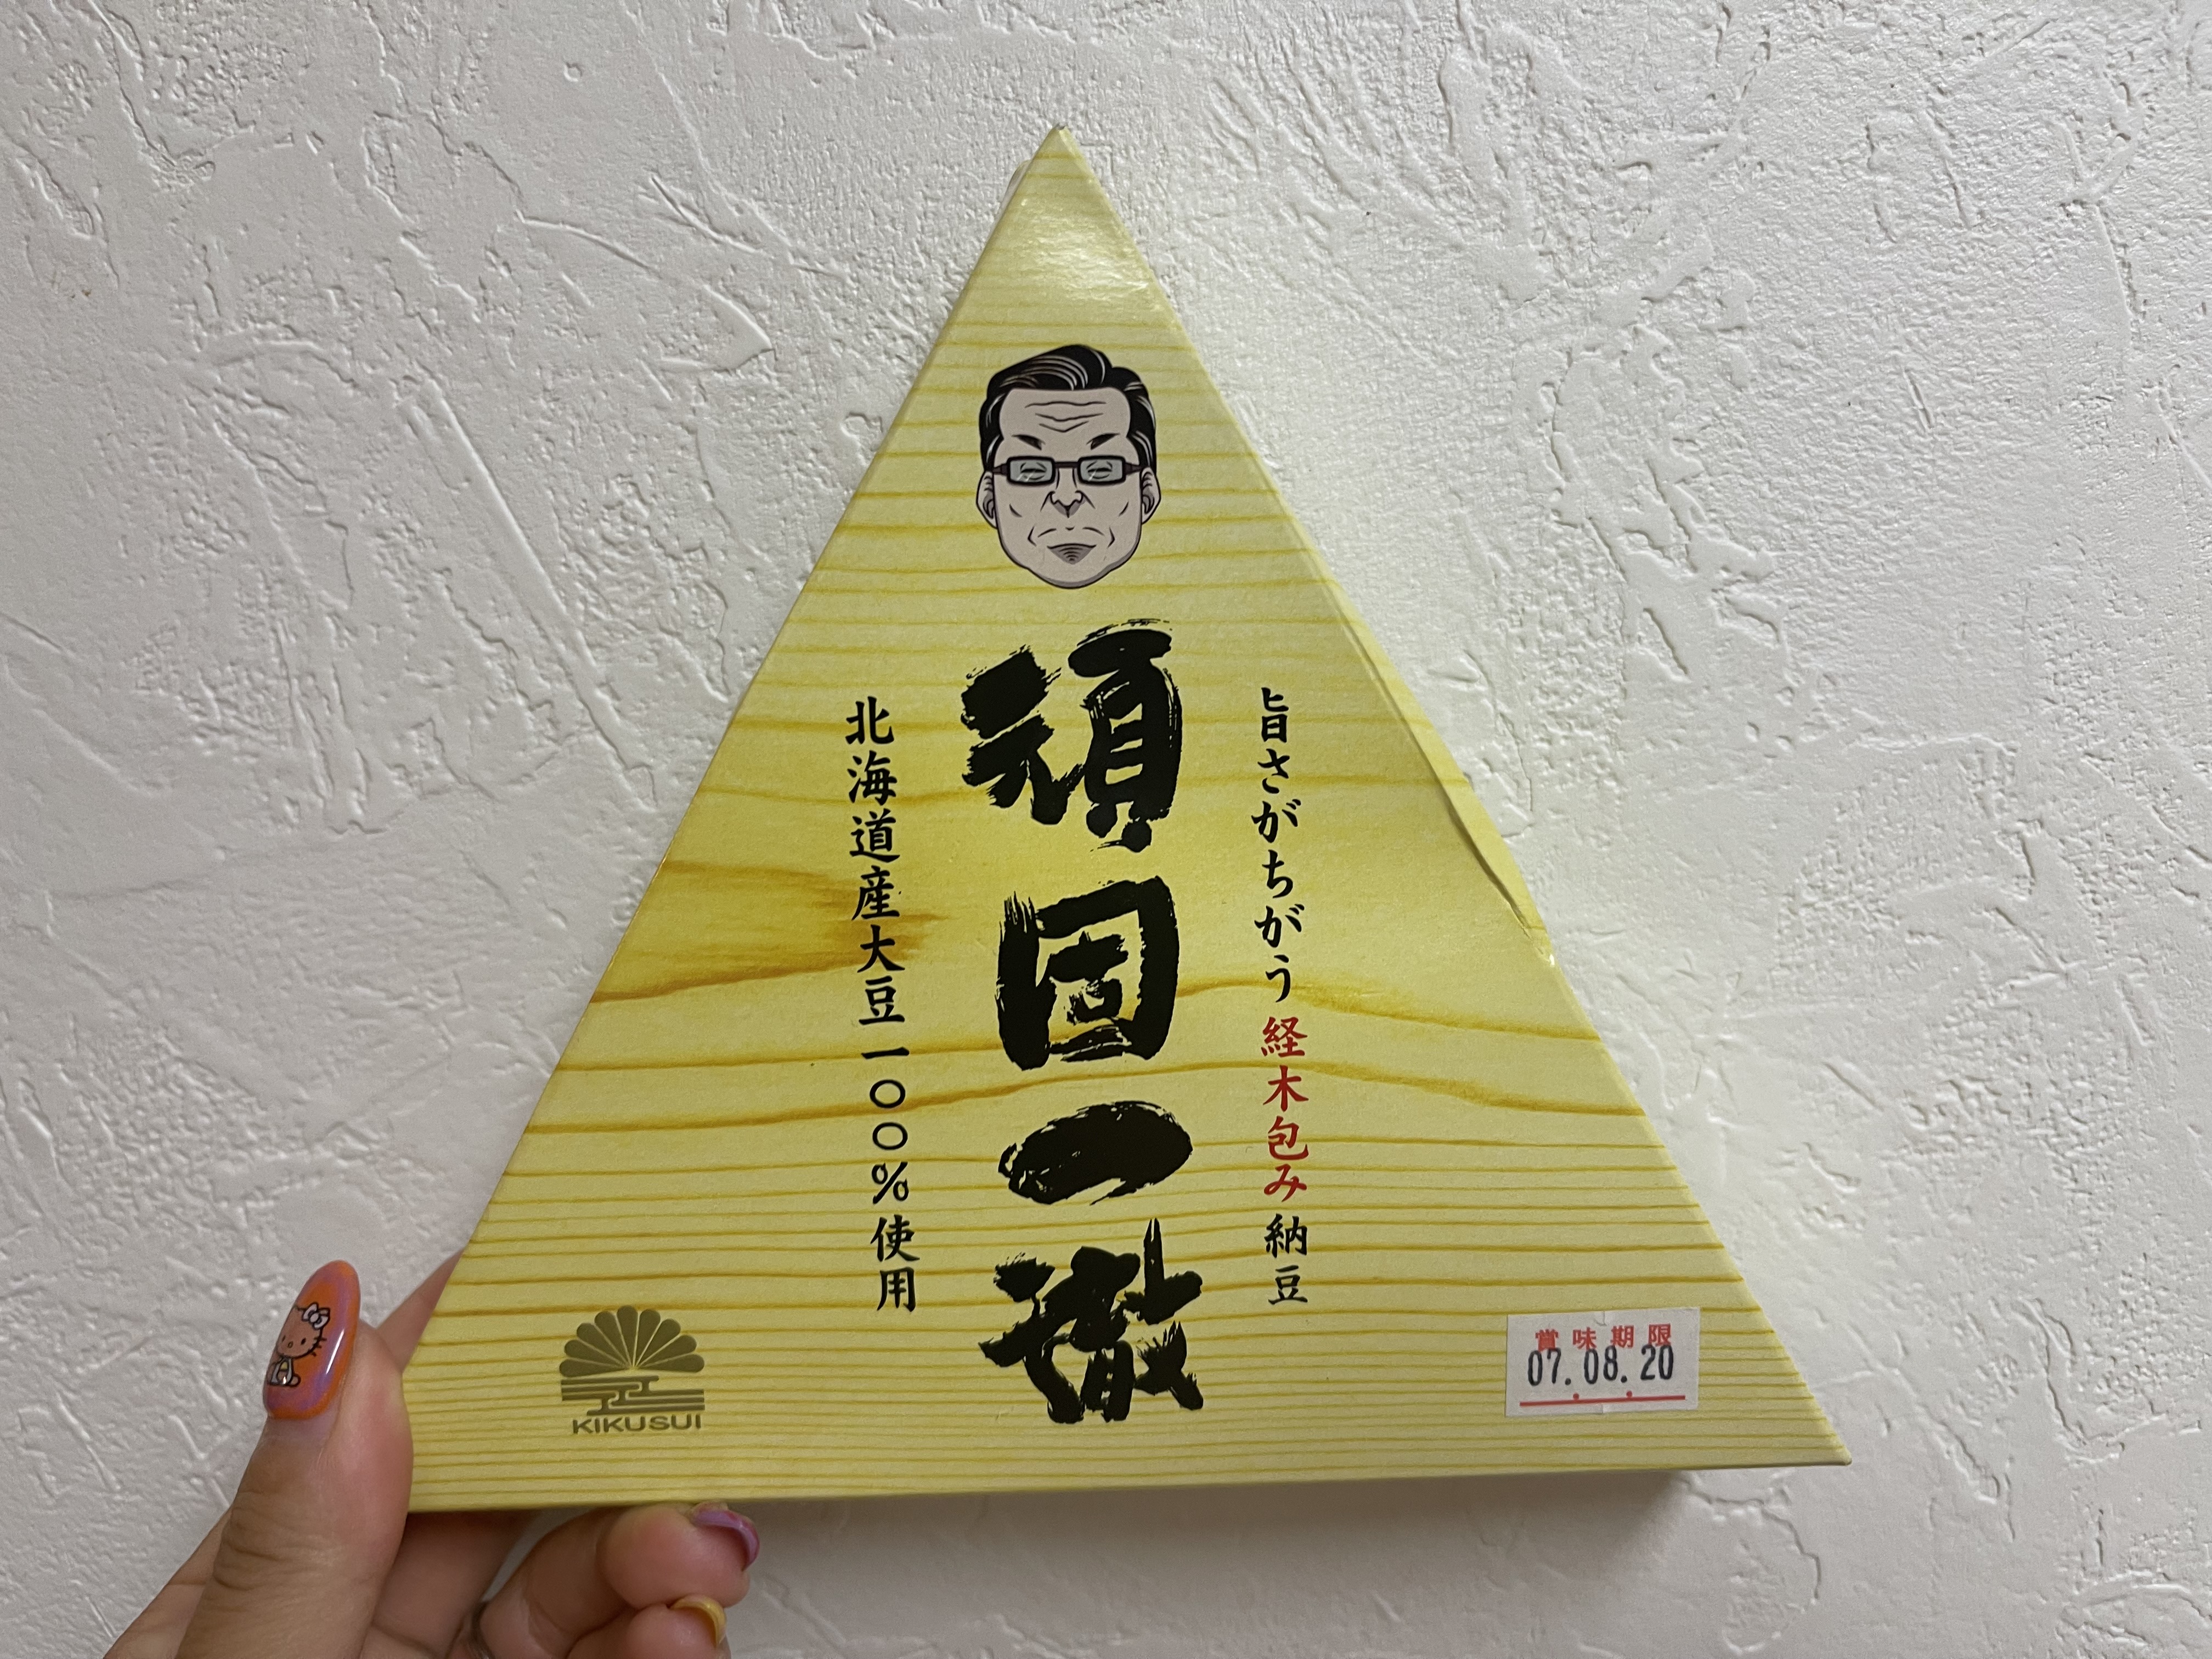 旨さがちがう経木包み納豆
頑固一徹
北海道産大豆一〇〇%使用
KIKUSUI
賞味期限
07.08.20